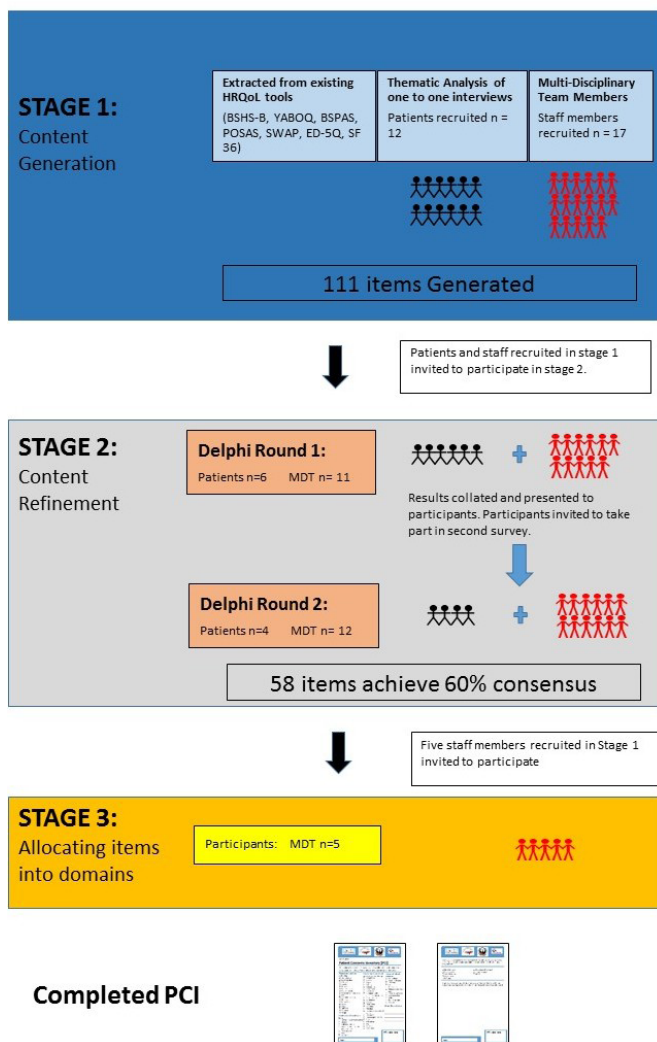 STAGE 1:
Content
Generation
Extracted from existing
HRQoL tools
(BSHS-B, YABOQ, BSPAS,
POSAS, SWAP, ED-5Q, SF
36)
Thematic Analysis of
one to one interviews
Patients recruited n =
12
Multi-Disciplinary
Team Members
Staff members
recruited n = 17
111 items Generated
Patients and staff recruited in stage 1
invited to participate in stage 2.
STAGE 2:
Content
Refinement
Delphi Round 1:
Patients n=6 MDT n= 11
Results collated and presented to
participants. Participants invited to take
part in second survey.
Delphi Round 2:
Patients n=4 MDT n= 12
58 items achieve 60% consensus
Five staff members recruited in Stage 1
invited to participate
STAGE 3:
Allocating items
into domains
Participants: MDT n=5
Completed PCI